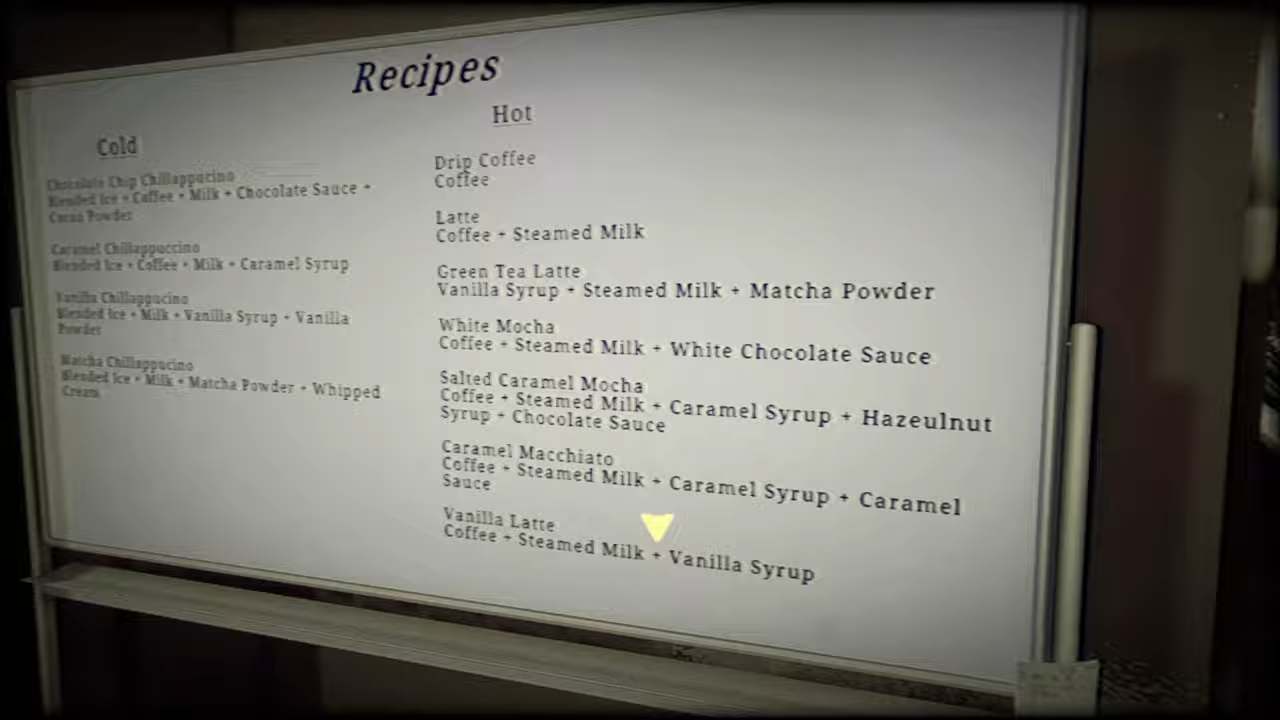 Recipes
Cold
Chocolate Chip Chillappucino
Blended Ice + Coffee + Milk + Chocolate Sauce +
Cacao Powder
Caramel Chillappuccino
Blended Ice + Coffee + Milk + Caramel Syrup
Vanilla Chillappucino
Blended Ice + Milk + Vanilla Syrup + Vanilla
Powder
Matcha Chillappucino
Blended Ice + Milk + Matcha Powder + Whipped
Cream
Hot
Drip Coffee
Coffee
Latte
Coffee + Steamed Milk
Green Tea Latte
Vanilla Syrup + Steamed Milk + Matcha Powder
White Mocha
Coffee + Steamed Milk + White Chocolate Sauce
Salted Caramel Mocha
Coffee + Steamed Milk + Caramel Syrup + Hazeulnut
Syrup + Chocolate Sauce
Caramel Macchiato
Coffee + Steamed Milk + Caramel Syrup + Caramel
Sauce
Vanilla Latte
Coffee + Steamed Milk + Vanilla Syrup